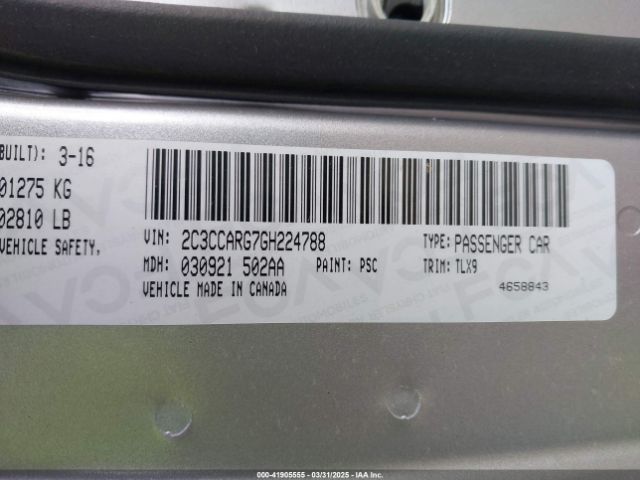 BUILT): 3-16
01275 KG
02810 LB
VEHICLE SAFETY,
VIN: 2C3CCARG7GH224788 TYPE: PASSENGER CAR
MDH: 030921 502AA PAINT: PSC TRIM: TLX9
VEHICLE MADE IN CANADA 4658843
000-41905555 - 03/31/2025 - IAA Inc.